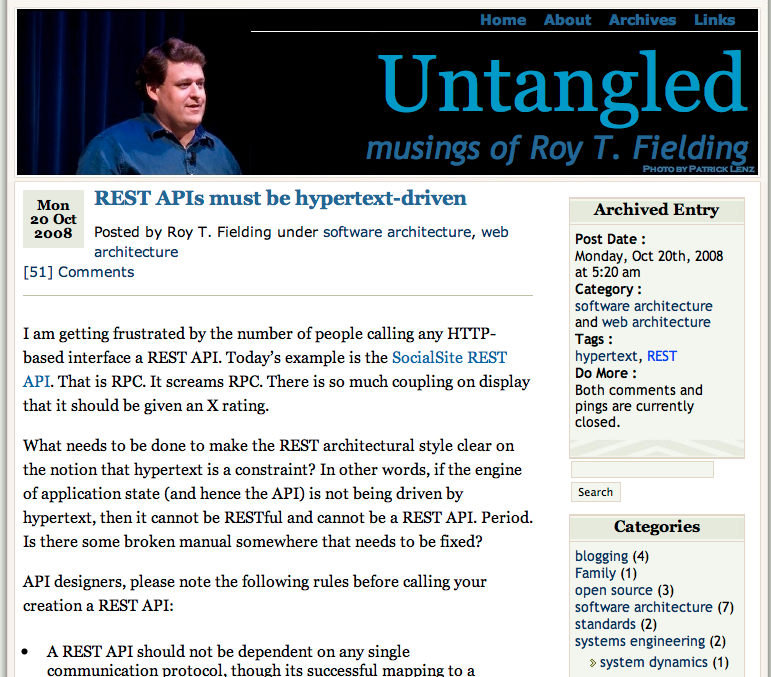 Home About Archives Links
Untangled
musings of Roy T. Fielding
PHOTO BY PATRICK LENZ
Mon
20 Oct
2008
REST APIs must be hypertext-driven
Posted by Roy T. Fielding under software architecture, web
architecture
[51] Comments
I am getting frustrated by the number of people calling any HTTP-
based interface a REST API. Today’s example is the SocialSite REST
API. That is RPC. It screams RPC. There is so much coupling on display
that it should be given an X rating.
What needs to be done to make the REST architectural style clear on
the notion that hypertext is a constraint? In other words, if the engine
of application state (and hence the API) is not being driven by
hypertext, then it cannot be RESTful and cannot be a REST API. Period.
Is there some broken manual somewhere that needs to be fixed?
API designers, please note the following rules before calling your
creation a REST API:
• A REST API should not be dependent on any single
communication protocol, though its successful mapping to a
Archived Entry
Post Date :
Monday, Oct 20th, 2008
at 5:20 am
Category :
software architecture
and web architecture
Tags :
hypertext, REST
Do More :
Both comments and
pings are currently
closed.
Search
Categories
blogging (4)
Family (1)
open source (3)
software architecture (7)
standards (2)
systems engineering (2)
» system dynamics (1)